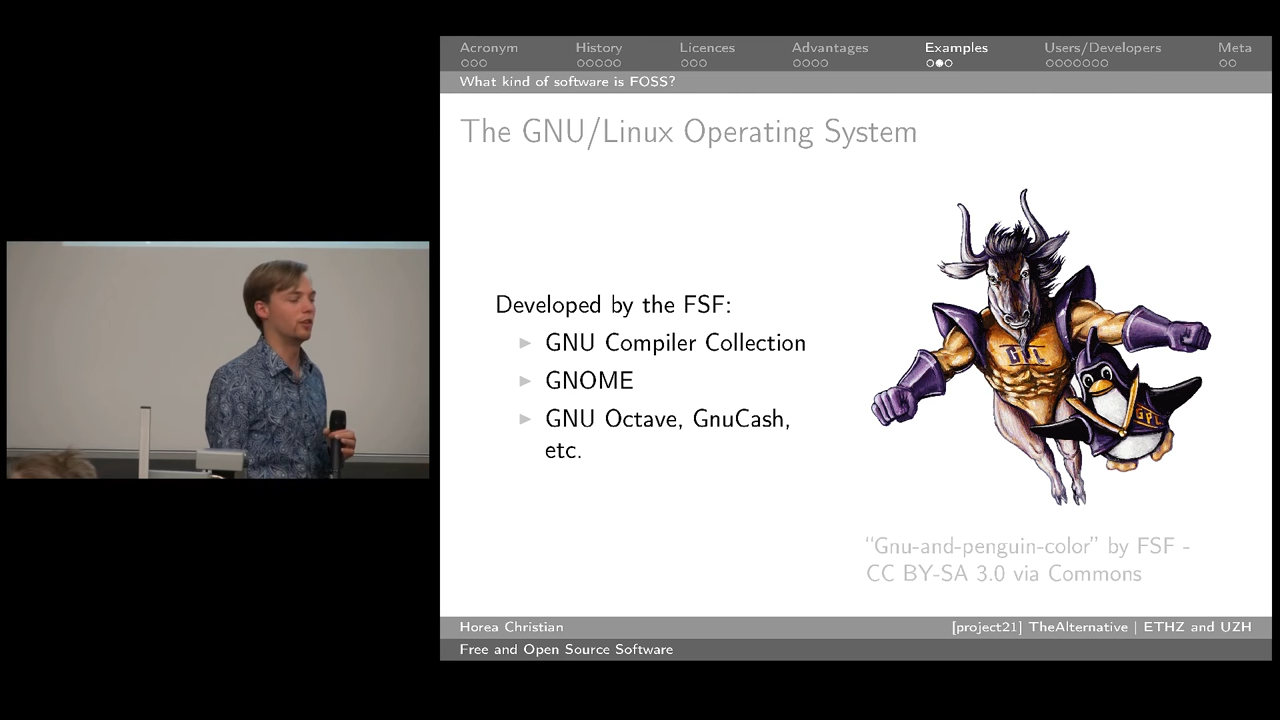 Acronym History Licences Advantages Examples Users/Developers Meta
What kind of software is FOSS?
The GNU/Linux Operating System
Developed by the FSF:
GNU Compiler Collection
GNOME
GNU Octave, GnuCash,
etc.
GPL
GPL
“Gnu-and-penguin-color” by FSF -
CC BY-SA 3.0 via Commons
Horea Christian [project21] TheAlternative | ETHZ and UZH
Free and Open Source Software